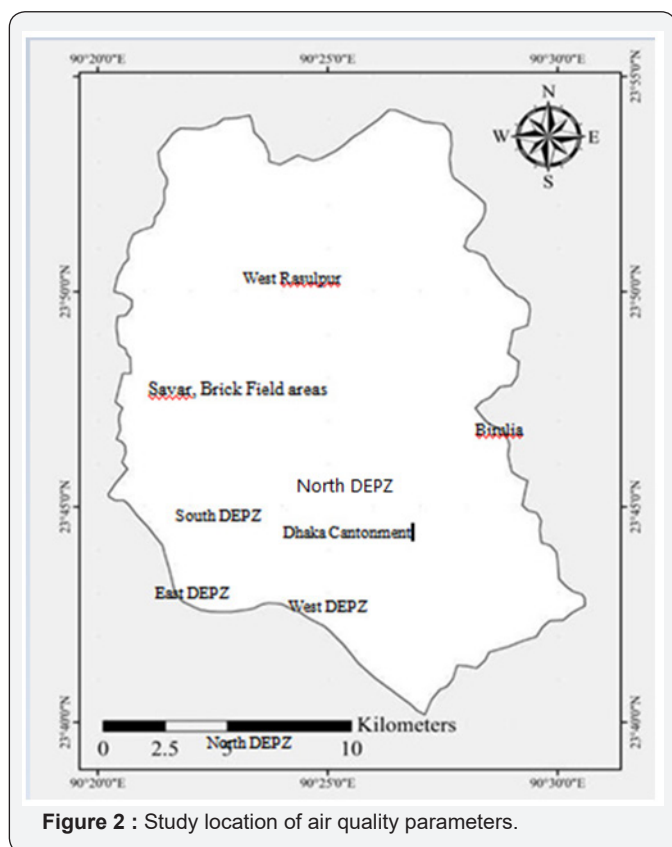 90°20'0"E 90°25'0"E 90°30'0"E
23°55'0"N
N
W E
S
West Rasulpur
23°50'0"N 23°50'0"N
Savar, Brick Field areas
Birulia
North DEPZ
23°45'0"N South DEPZ 23°45'0"N
Dhaka Cantonment
East DEPZ
West DEPZ
23°40'0"N Kilometers 23°40'0"N
0 2.5 5 10
North DEPZ
90°20'0"E 90°25'0"E 90°30'0"E
Figure 2 : Study location of air quality parameters.